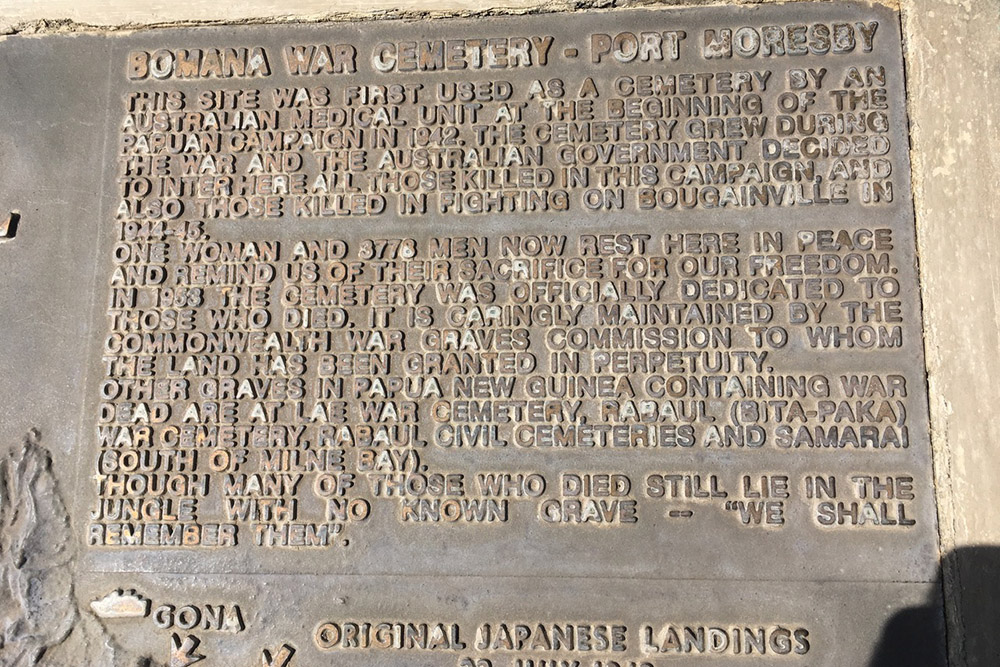 BOMANA WAR CEMETERY - PORT MORESBY
THIS SITE WAS FIRST USED AS A CEMETERY BY AN
AUSTRALIAN MEDICAL UNIT AT THE BEGINNING OF THE
PAPUAN CAMPAIGN IN 1942. THE CEMETERY GREW DURING
THE WAR AND THE AUSTRALIAN GOVERNMENT DECIDED
TO INTER HERE ALL THOSE KILLED IN THIS CAMPAIGN, AND
ALSO THOSE KILLED IN FIGHTING ON BOUGAINVILLE IN
1944-45.
ONE WOMAN AND 3778 MEN NOW REST HERE IN PEACE
AND REMIND US OF THEIR SACRIFICE FOR OUR FREEDOM.
IN 1953 THE CEMETERY WAS OFFICIALLY DEDICATED TO
THOSE WHO DIED. IT IS CARINGLY MAINTAINED BY THE
COMMONWEALTH WAR GRAVES COMMISSION TO WHOM
THE LAND HAS BEEN GRANTED IN PERPETUITY.
OTHER GRAVES IN PAPUA NEW GUINEA CONTAINING WAR
DEAD ARE AT LAE WAR CEMETERY, RABAUL (BITA-PAKA)
WAR CEMETERY, RABAUL CIVIL CEMETERIES AND SAMARAI
(SOUTH OF MILNE BAY).
THOUGH MANY OF THOSE WHO DIED STILL LIE IN THE
JUNGLE WITH NO KNOWN GRAVE -- "WE SHALL
REMEMBER THEM".
GONA
ORIGINAL JAPANESE LANDINGS
JULY